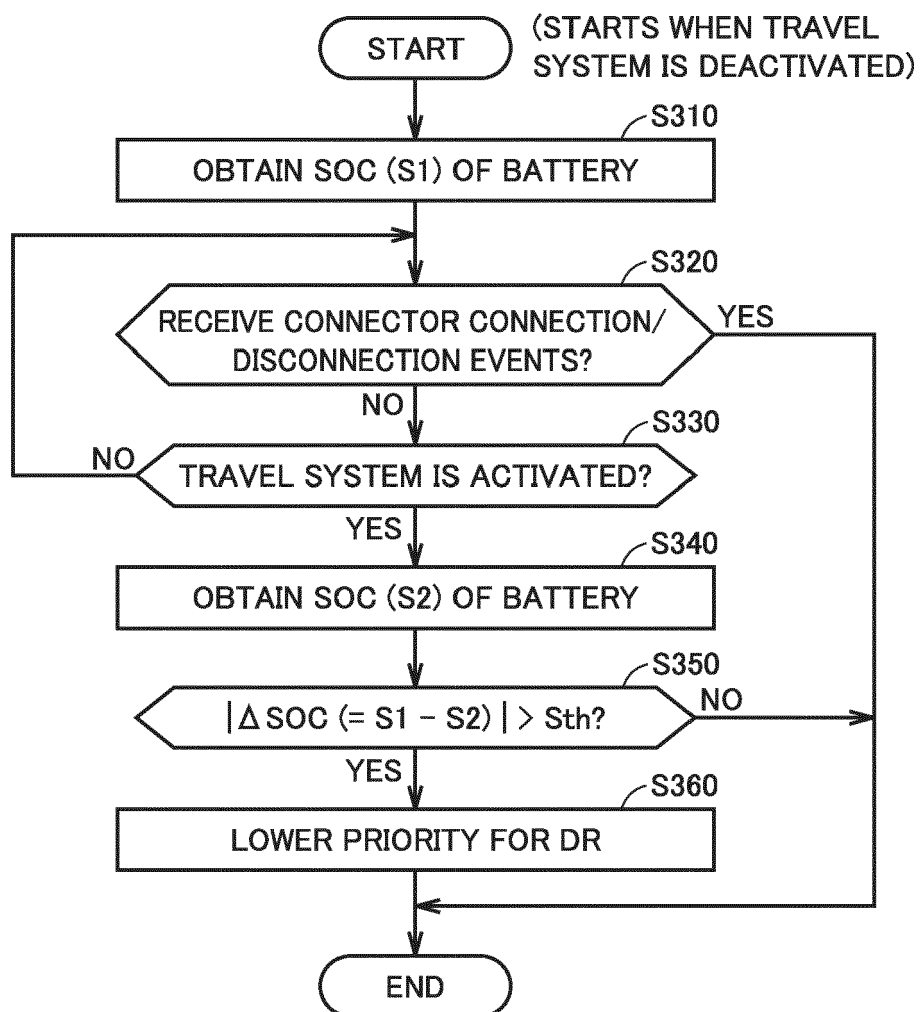 START
(STARTS WHEN TRAVEL
SYSTEM IS DEACTIVATED)
S310
OBTAIN SOC (S1) OF BATTERY
S320
RECEIVE CONNECTOR CONNECTION/
DISCONNECTION EVENTS?
YES
NO
S330
NO
TRAVEL SYSTEM IS ACTIVATED?
YES
S340
OBTAIN SOC (S2) OF BATTERY
S350
|Δ SOC (= S1 - S2) | > Sth?
NO
YES
S360
LOWER PRIORITY FOR DR
END